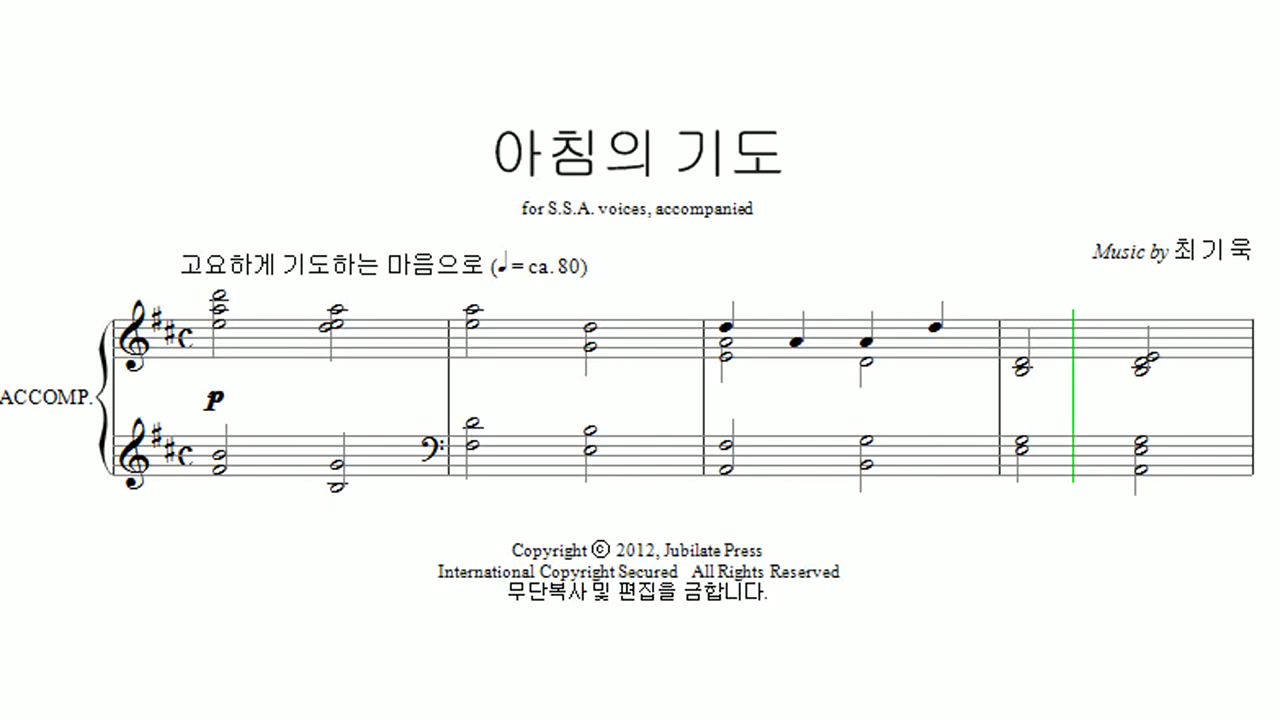 아침의 기도
for S.S.A. voices, accompanied
Music by 최 기 욱
고요하게 기도하는 마음으로 (♩= ca. 80)
ACCOMP.
p
Copyright © 2012, Jubilate Press
International Copyright Secured All Rights Reserved
무단복사 및 편집을 금합니다.